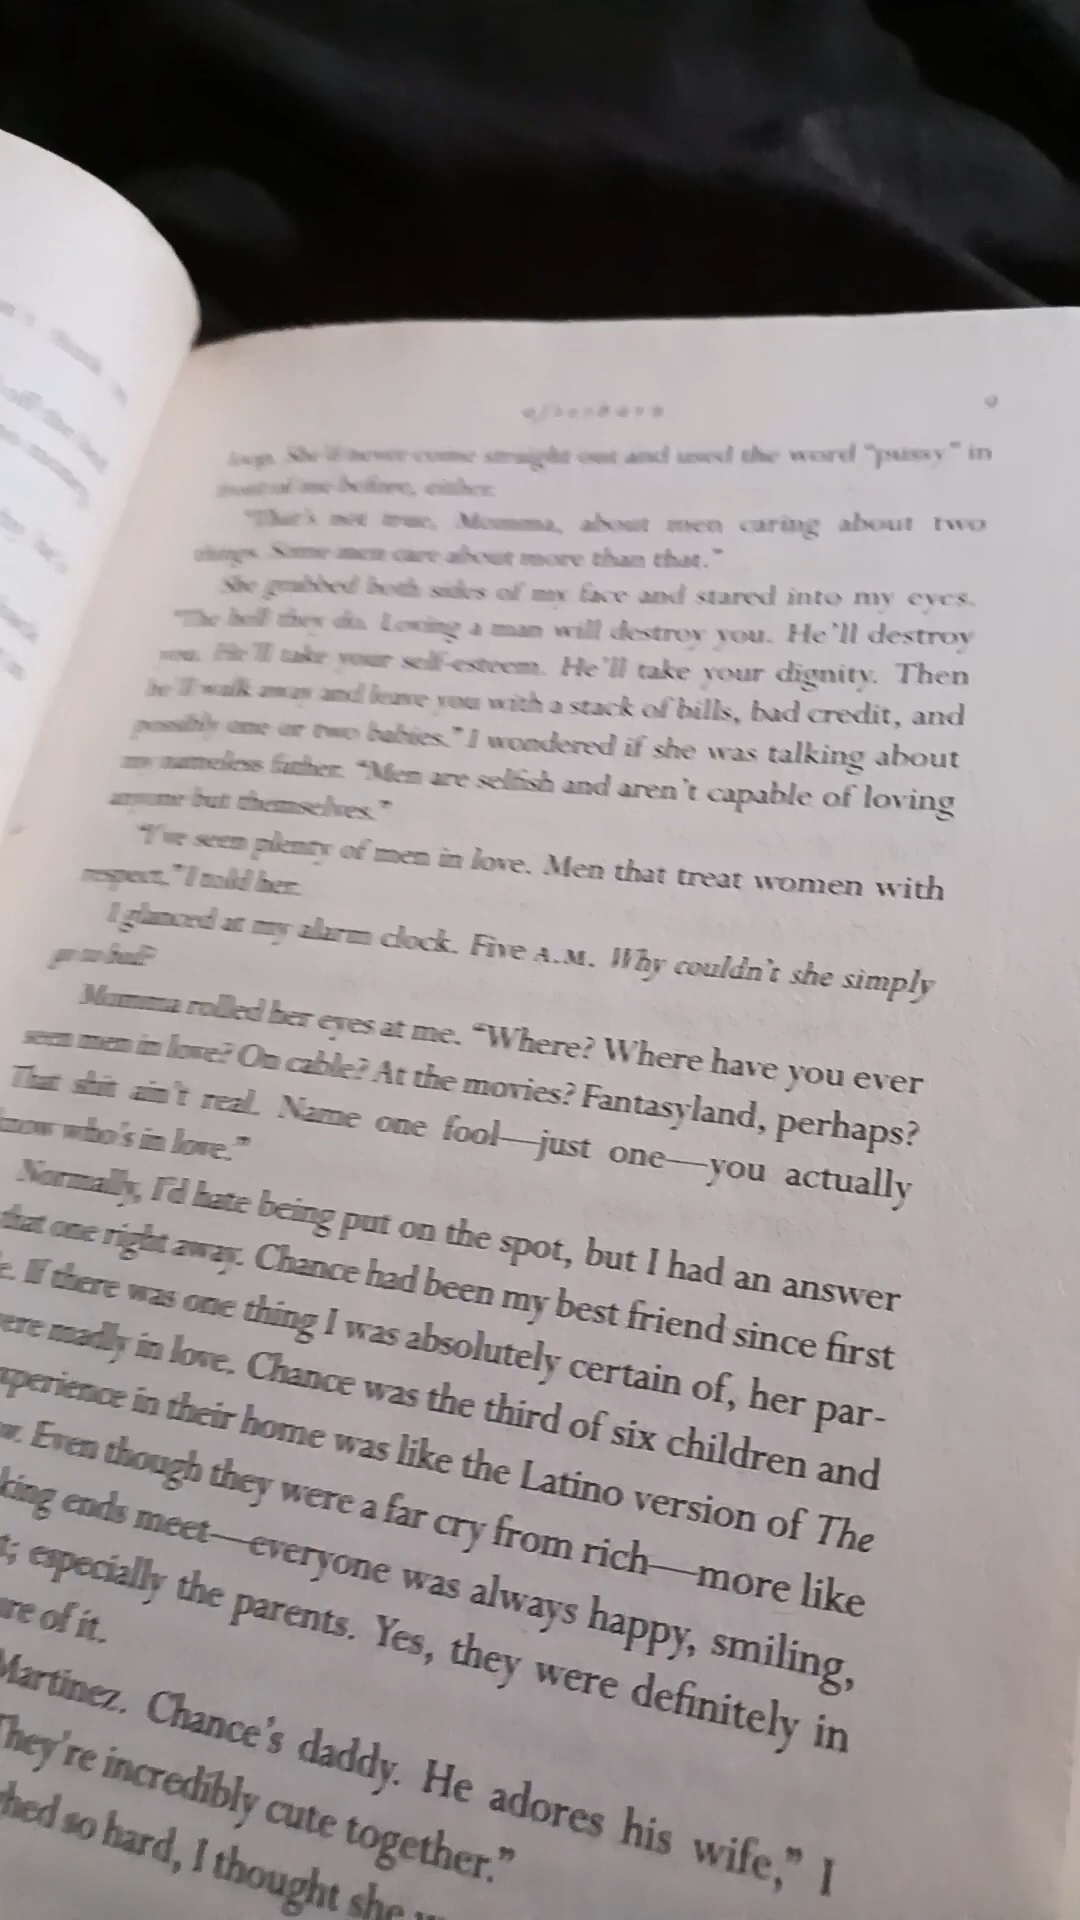 afterburn 9
loop. She'd never come straight out and used the word "pussy" in
front of me before, either.
"That's not true, Momma, about men caring about two
things. Some men care about more than that."
She grabbed both sides of my face and stared into my eyes.
"The hell they do. Loving a man will destroy you. He'll destroy
you. He'll take your self-esteem. He'll take your dignity. Then
he'll walk away and leave you with a stack of bills, bad credit, and
possibly one or two babies." I wondered if she was talking about
my nameless father. "Men are selfish and aren't capable of loving
anyone but themselves."
"I've seen plenty of men in love. Men that treat women with
respect," I told her.
I glanced at my alarm clock. Five A.M. Why couldn't she simply
go to bed?
Momma rolled her eyes at me. "Where? Where have you ever
seen men in love? On cable? At the movies? Fantasyland, perhaps?
That shit ain't real. Name one fool—just one—you actually
know who's in love."
Normally, I'd hate being put on the spot, but I had an answer
that one right away. Chance had been my best friend since first
If there was one thing I was absolutely certain of, her par-
madly in love. Chance was the third of six children and
experience in their home was like the Latino version of The
Even though they were a far cry from rich—more like
ends meet—everyone was always happy, smiling,
especially the parents. Yes, they were definitely in
of it.
Martinez. Chance's daddy. He adores his wife," I
They're incredibly cute together."
so hard, I thought she